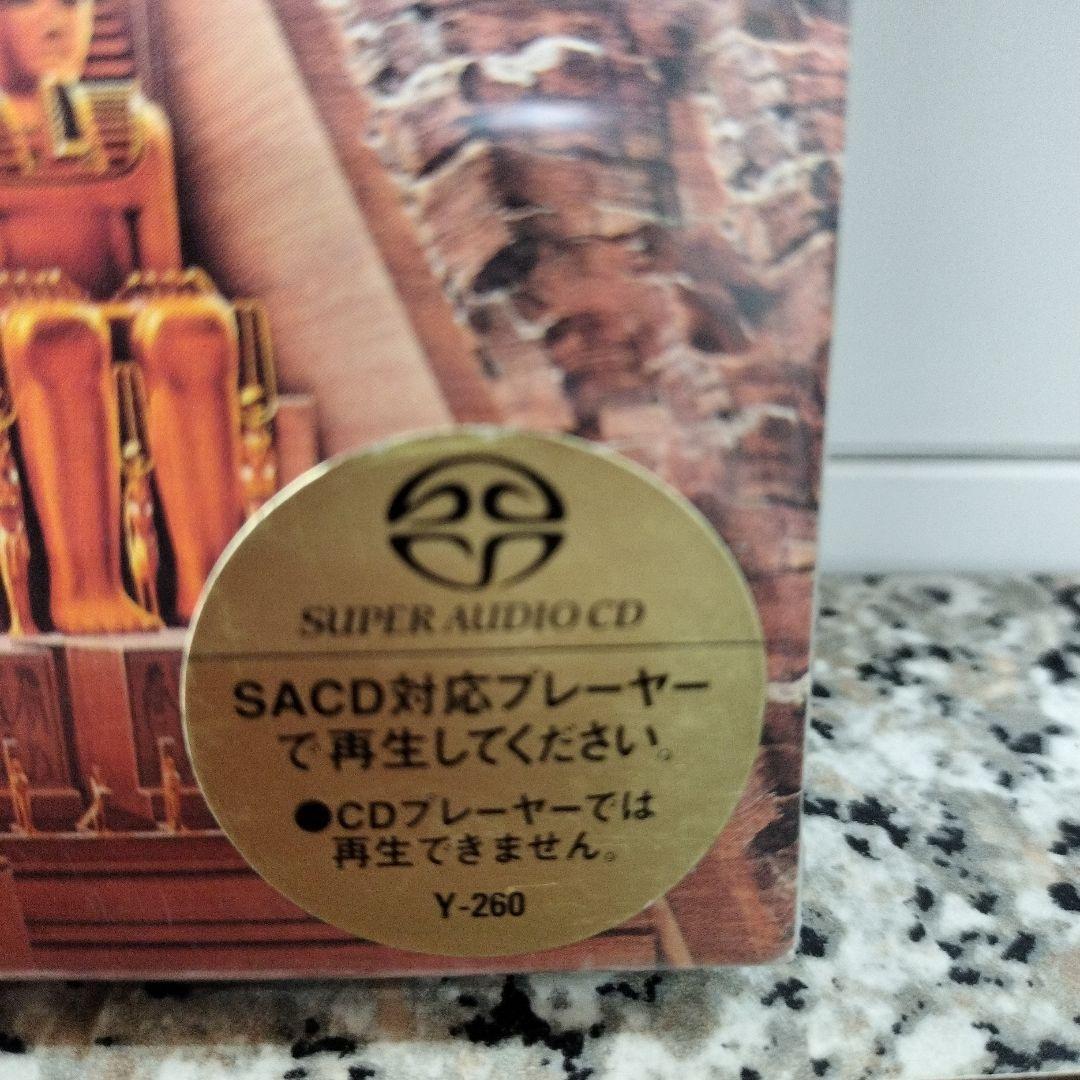 SUPER AUDIO CD
SACD対応プレーヤー
で再生してください。
●CDプレーヤーでは
再生できません。
Y-260